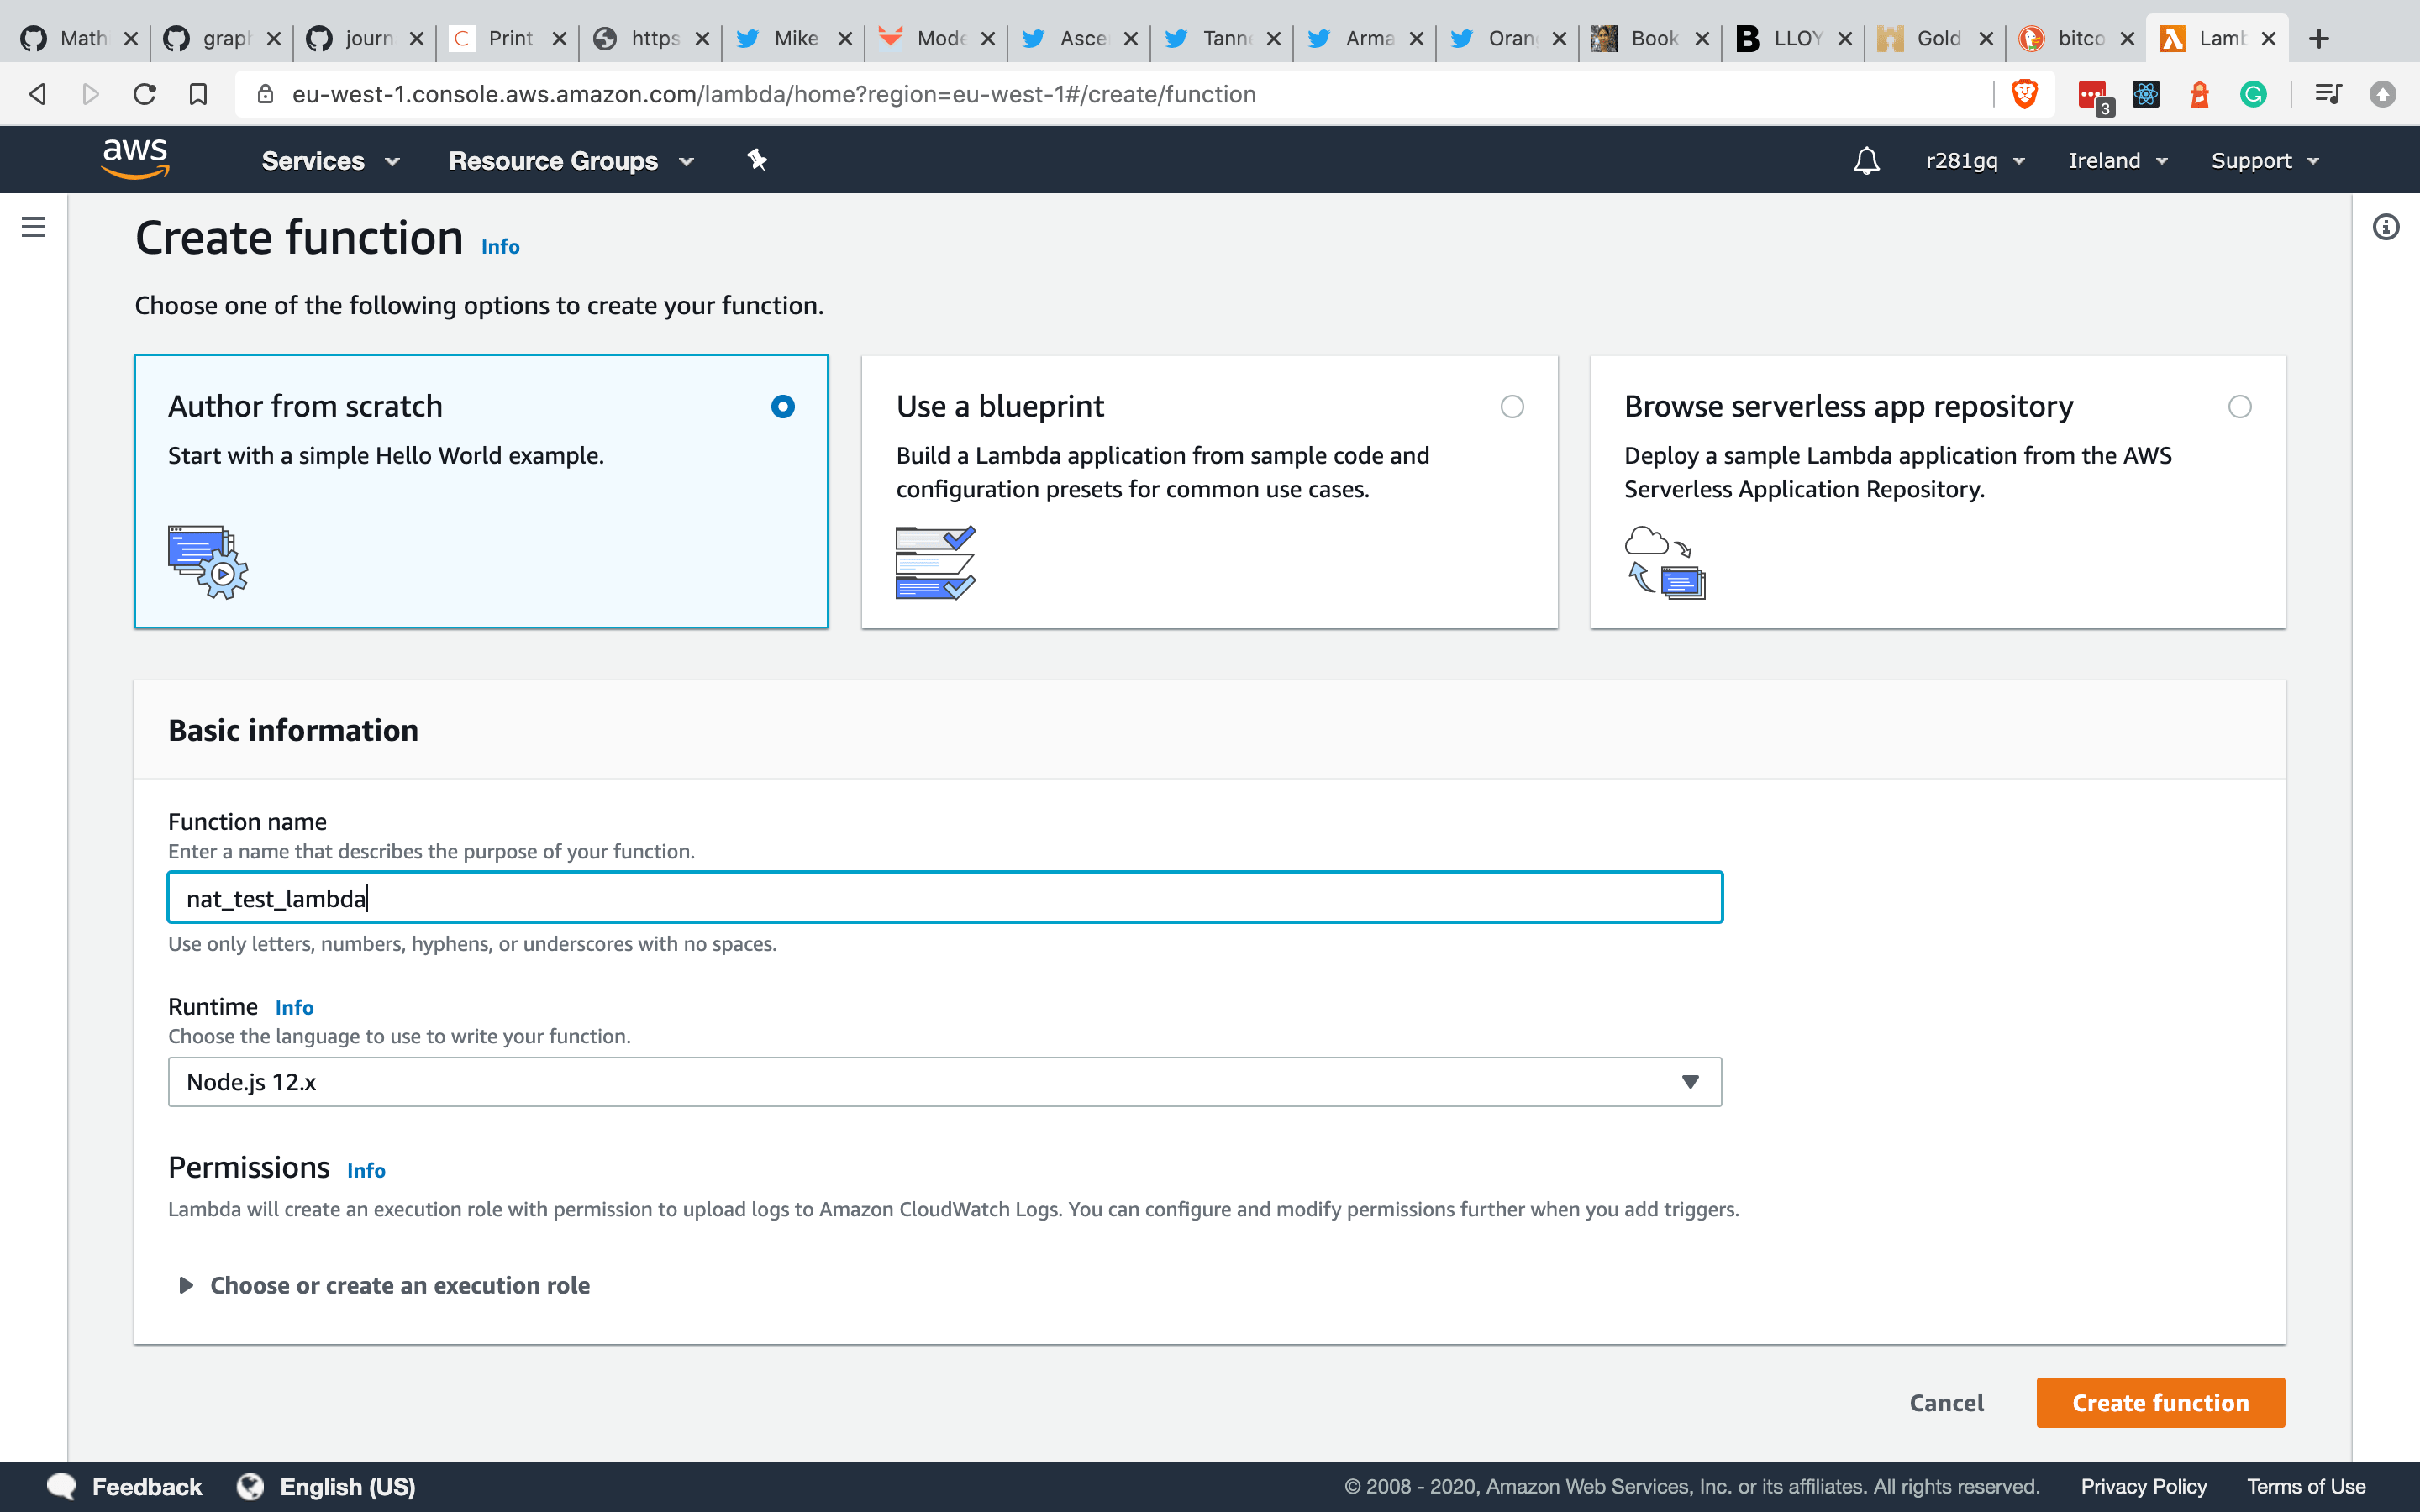 Math
grap
journ
C Print
https
Mike
Mode
Asce
Tanne
Arma
Oran
Book
B LLOY
Gold
bitco
Lamb
eu-west-1.console.aws.amazon.com/lambda/home?region=eu-west-1#/create/function
3
aws Services Resource Groups r281gq Ireland Support
Create function Info
Choose one of the following options to create your function.
Author from scratch
Start with a simple Hello World example.
Use a blueprint
Build a Lambda application from sample code and
configuration presets for common use cases.
Browse serverless app repository
Deploy a sample Lambda application from the AWS
Serverless Application Repository.
Basic information
Function name
Enter a name that describes the purpose of your function.
nat_test_lambda
Use only letters, numbers, hyphens, or underscores with no spaces.
Runtime Info
Choose the language to use to write your function.
Node.js 12.x
Permissions Info
Lambda will create an execution role with permission to upload logs to Amazon CloudWatch Logs. You can configure and modify permissions further when you add triggers.
Choose or create an execution role
Cancel Create function
Feedback English (US) © 2008 - 2020, Amazon Web Services, Inc. or its affiliates. All rights reserved. Privacy Policy Terms of Use